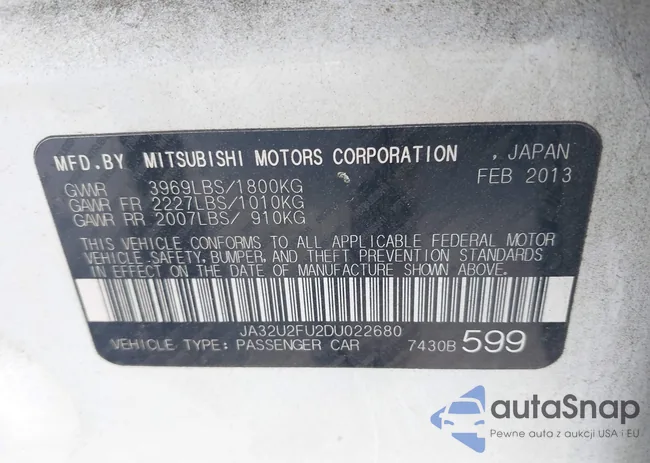 MFD.BY MITSUBISHI MOTORS CORPORATION , JAPAN
GVWR 3969LBS/1800KG FEB 2013
GAWR FR 2227LBS/1010KG
GAWR RR 2007LBS/ 910KG
THIS VEHICLE CONFORMS TO ALL APPLICABLE FEDERAL MOTOR
VEHICLE SAFETY, BUMPER, AND THEFT PREVENTION STANDARDS
IN EFFECT ON THE DATE OF MANUFACTURE SHOWN ABOVE.
JA32U2FU2DU022680
VEHICLE TYPE: PASSENGER CAR 7430B 599
autaSnap
Pewne auta z aukcji USA i EU